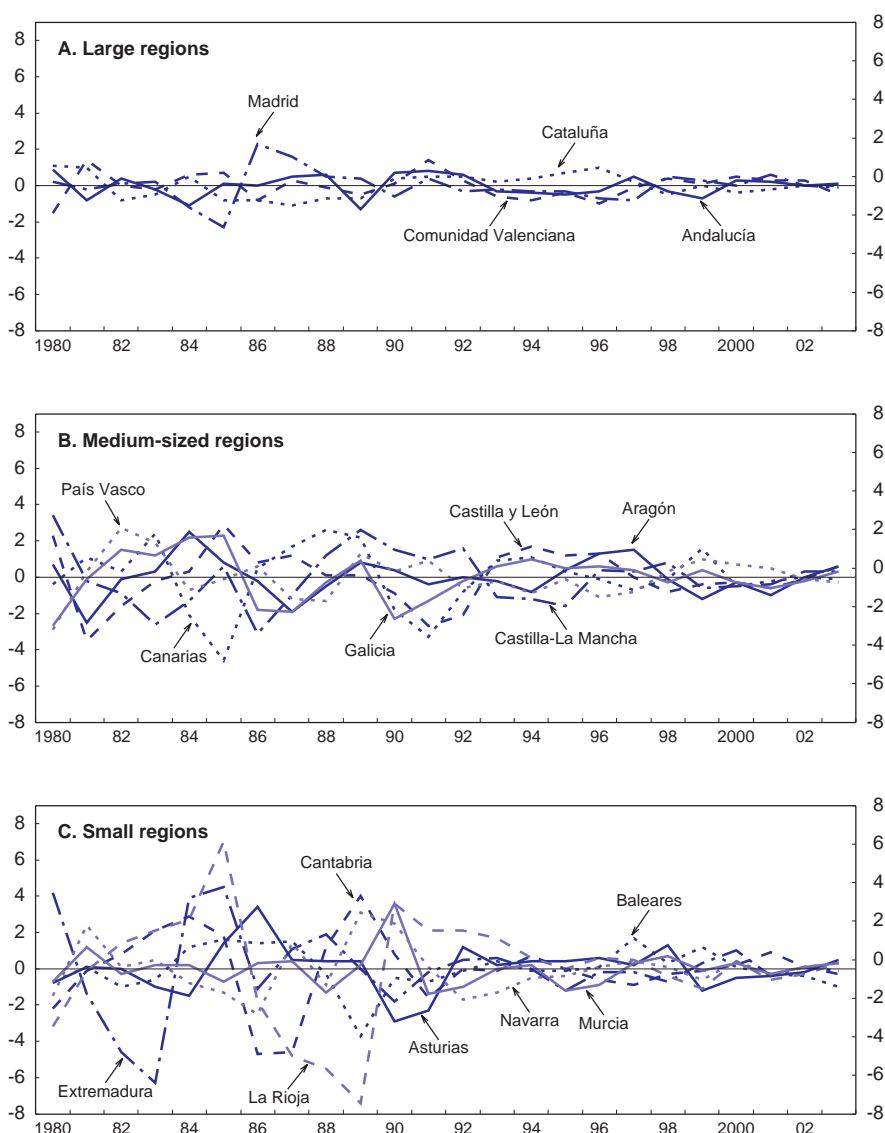 A. Large regions
8 8
6 6
4 4
2 2
0 0
-2 -2
-4 -4
-6 -6
-8 -8
Madrid
Cataluña
Comunidad Valenciana
Andalucía
1980 82 84 86 88 90 92 94 96 98 2000 02
B. Medium-sized regions
8 8
6 6
4 4
2 2
0 0
-2 -2
-4 -4
-6 -6
-8 -8
País Vasco
Castilla y León
Aragón
Canarias
Galicia
Castilla-La Mancha
1980 82 84 86 88 90 92 94 96 98 2000 02
C. Small regions
8 8
6 6
4 4
2 2
0 0
-2 -2
-4 -4
-6 -6
-8 -8
Cantabria
Baleares
Extremadura
La Rioja
Asturias
Navarra
Murcia
1980 82 84 86 88 90 92 94 96 98 2000 02